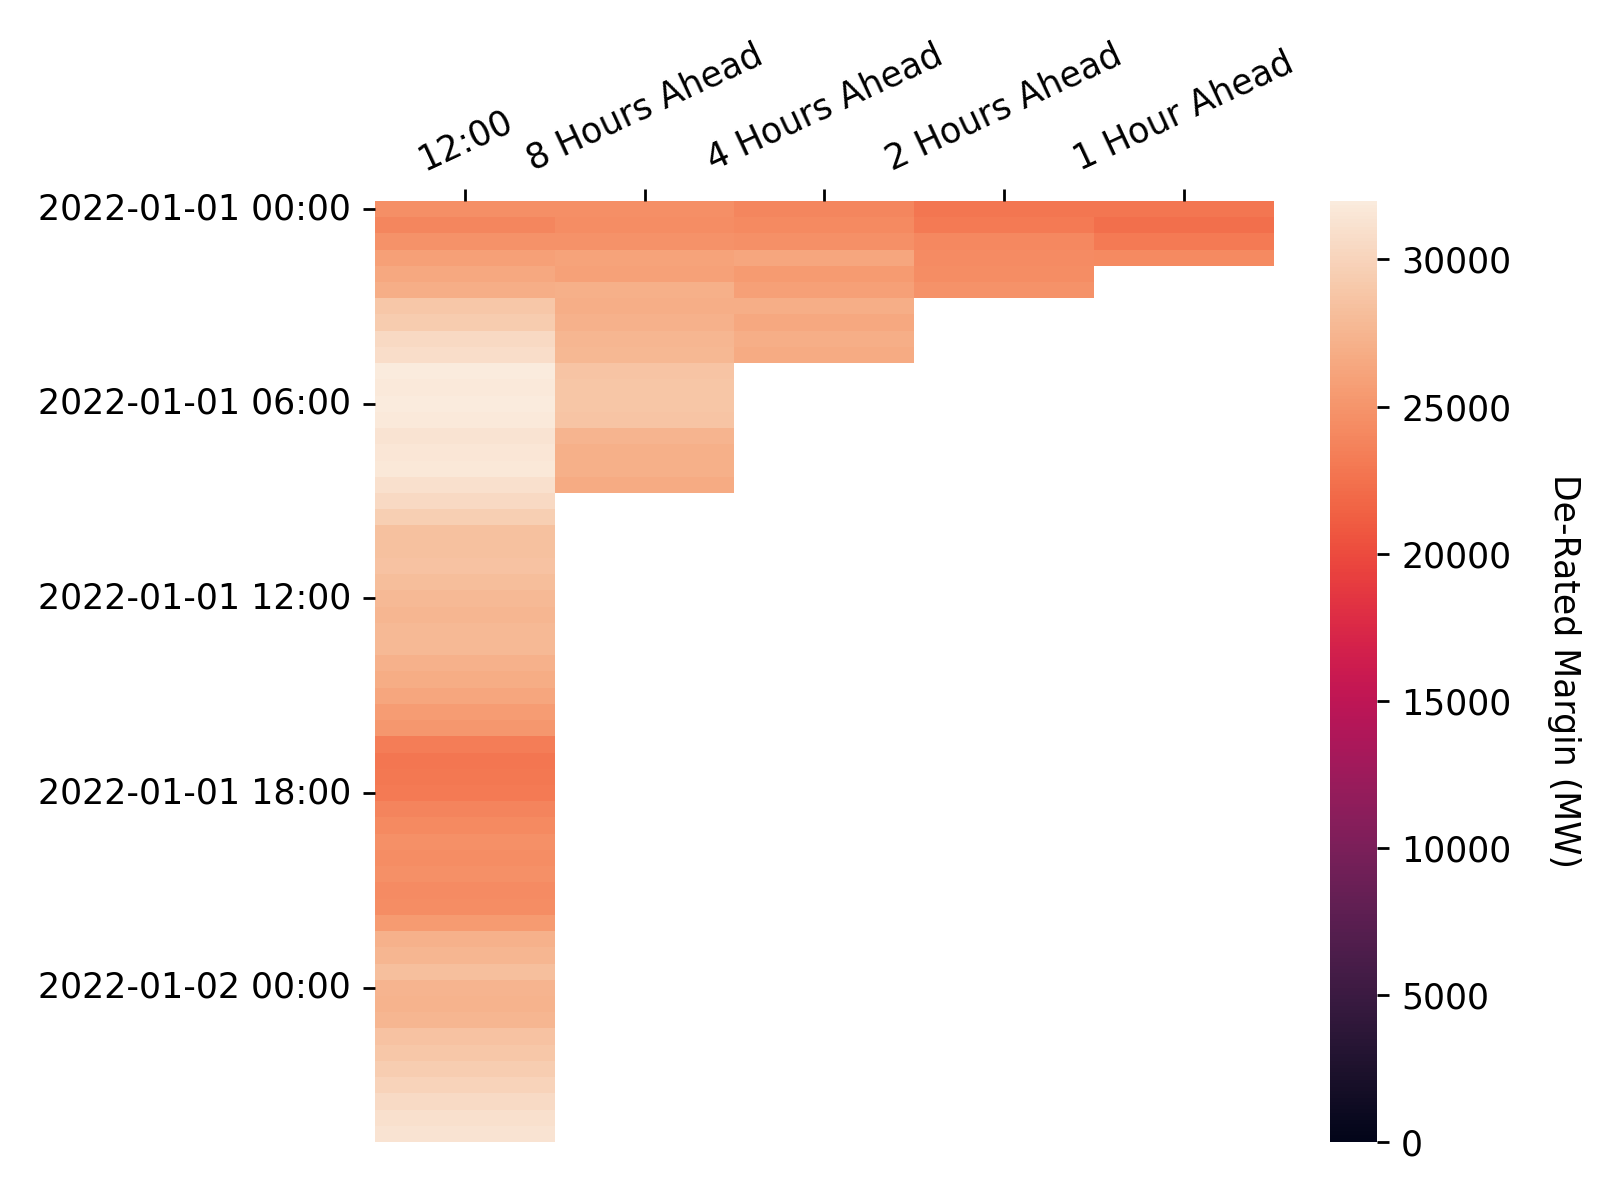 12:00
8 Hours Ahead
4 Hours Ahead
2 Hours Ahead
1 Hour Ahead
2022-01-01 00:00
2022-01-01 06:00
2022-01-01 12:00
2022-01-01 18:00
2022-01-02 00:00
30000
25000
20000
15000
10000
5000
0
De-Rated Margin (MW)